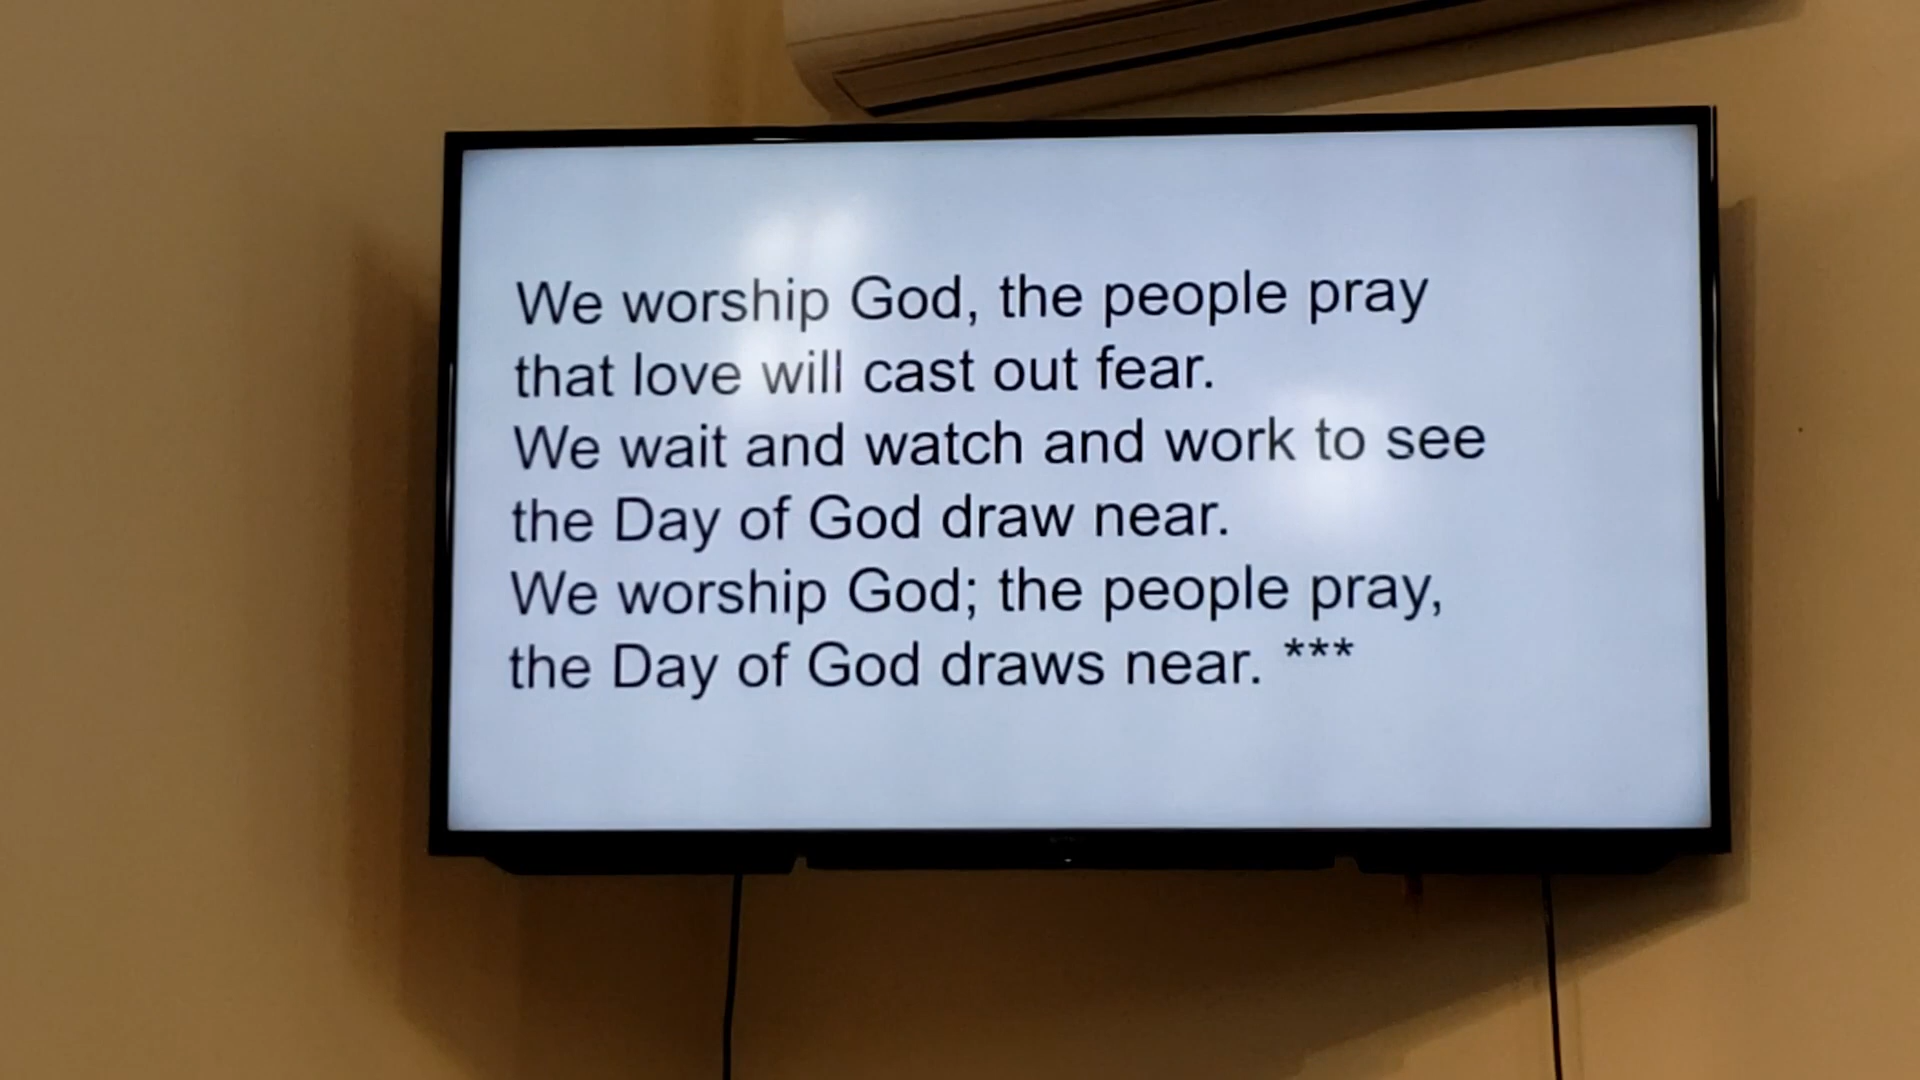 We worship God, the people pray
that love will cast out fear.
We wait and watch and work to see
the Day of God draw near.
We worship God; the people pray,
the Day of God draws near. ***